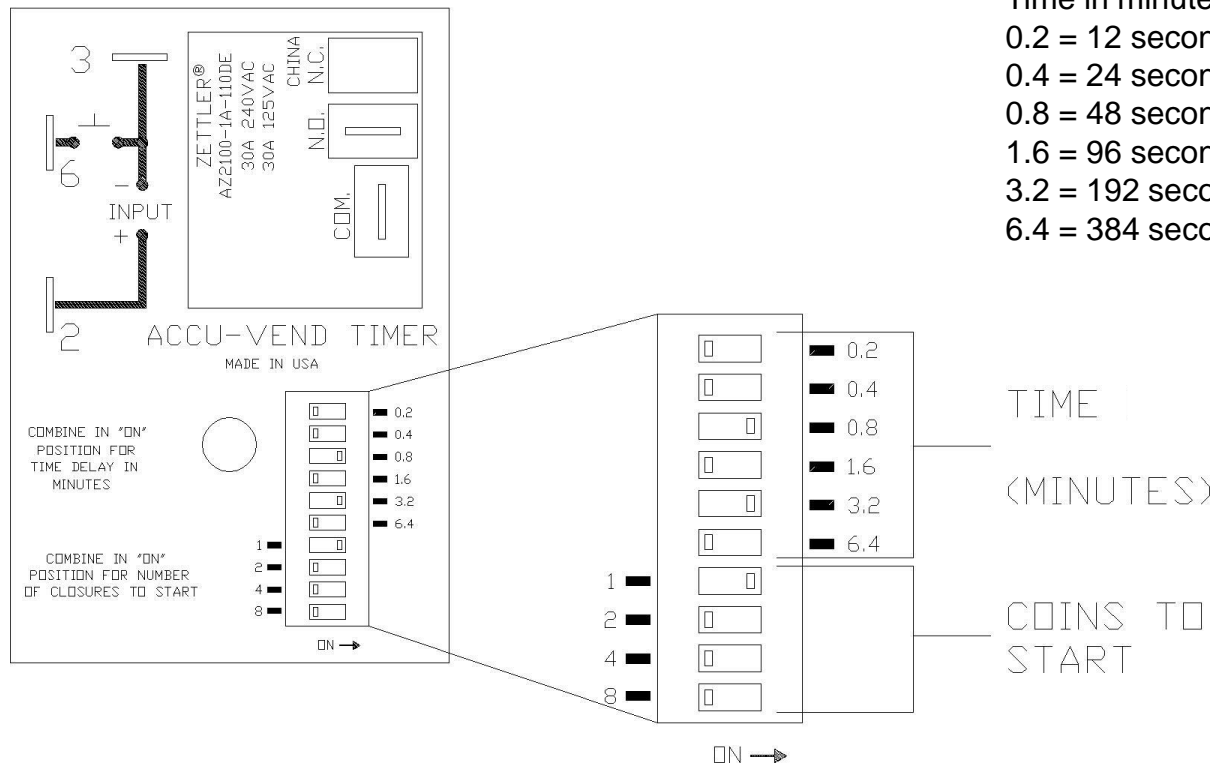 Time in minute
0.2 = 12 secon
0.4 = 24 secon
0.8 = 48 secon
1.6 = 96 secon
3.2 = 192 seco
6.4 = 384 seco
3
6
-
INPUT
+
2
ZETTLER®
AZ2100-1A-110DE
30A 240VAC
30A 125VAC
CHINA
N.C.
N.O.
COM.
ACCU-VEND TIMER
MADE IN USA
COMBINE IN "ON"
POSITION FOR
TIME DELAY IN
MINUTES
0.2
0.4
0.8
1.6
3.2
6.4
COMBINE IN "ON"
POSITION FOR NUMBER
OF CLOSURES TO START
1
2
4
8
ON
0.2
0.4
0.8
1.6
3.2
6.4
TIME
(MINUTES)
1
2
4
8
COINS TO
START
ON